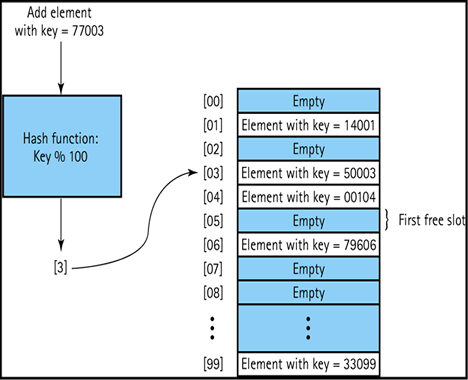 Add element
with key = 77003
Hash function:
Key % 100
[3]
[00] Empty
[01] Element with key = 14001
[02] Empty
[03] Element with key = 50003
[04] Element with key = 00104
[05] Empty } First free slot
[06] Element with key = 79606
[07] Empty
[08] Empty
[99] Element with key = 33099